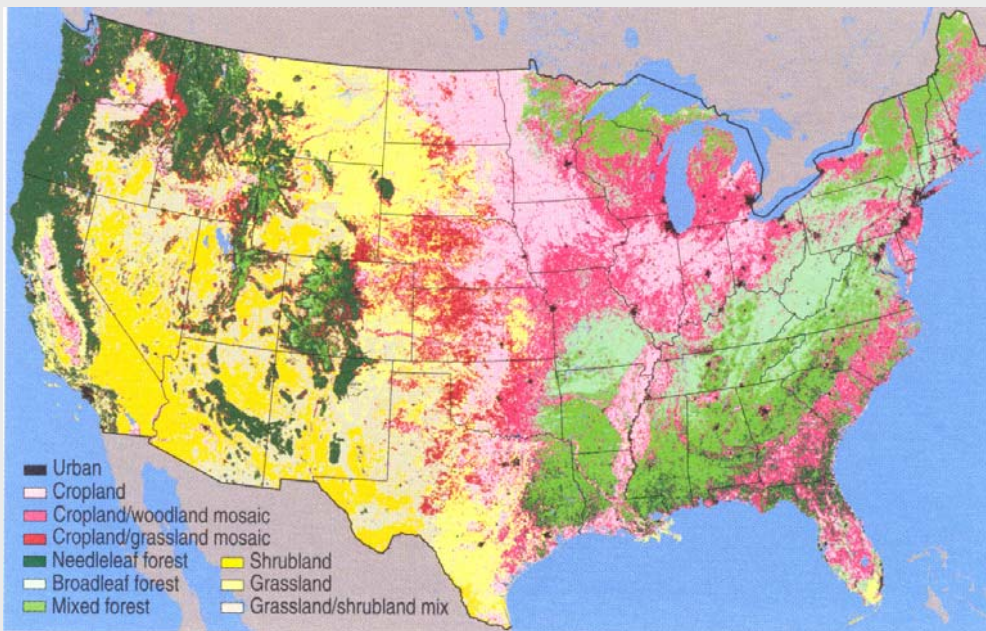 Urban
Cropland
Cropland/woodland mosaic
Cropland/grassland mosaic
Needleleaf forest
Broadleaf forest
Mixed forest
Shrubland
Grassland
Grassland/shrubland mix